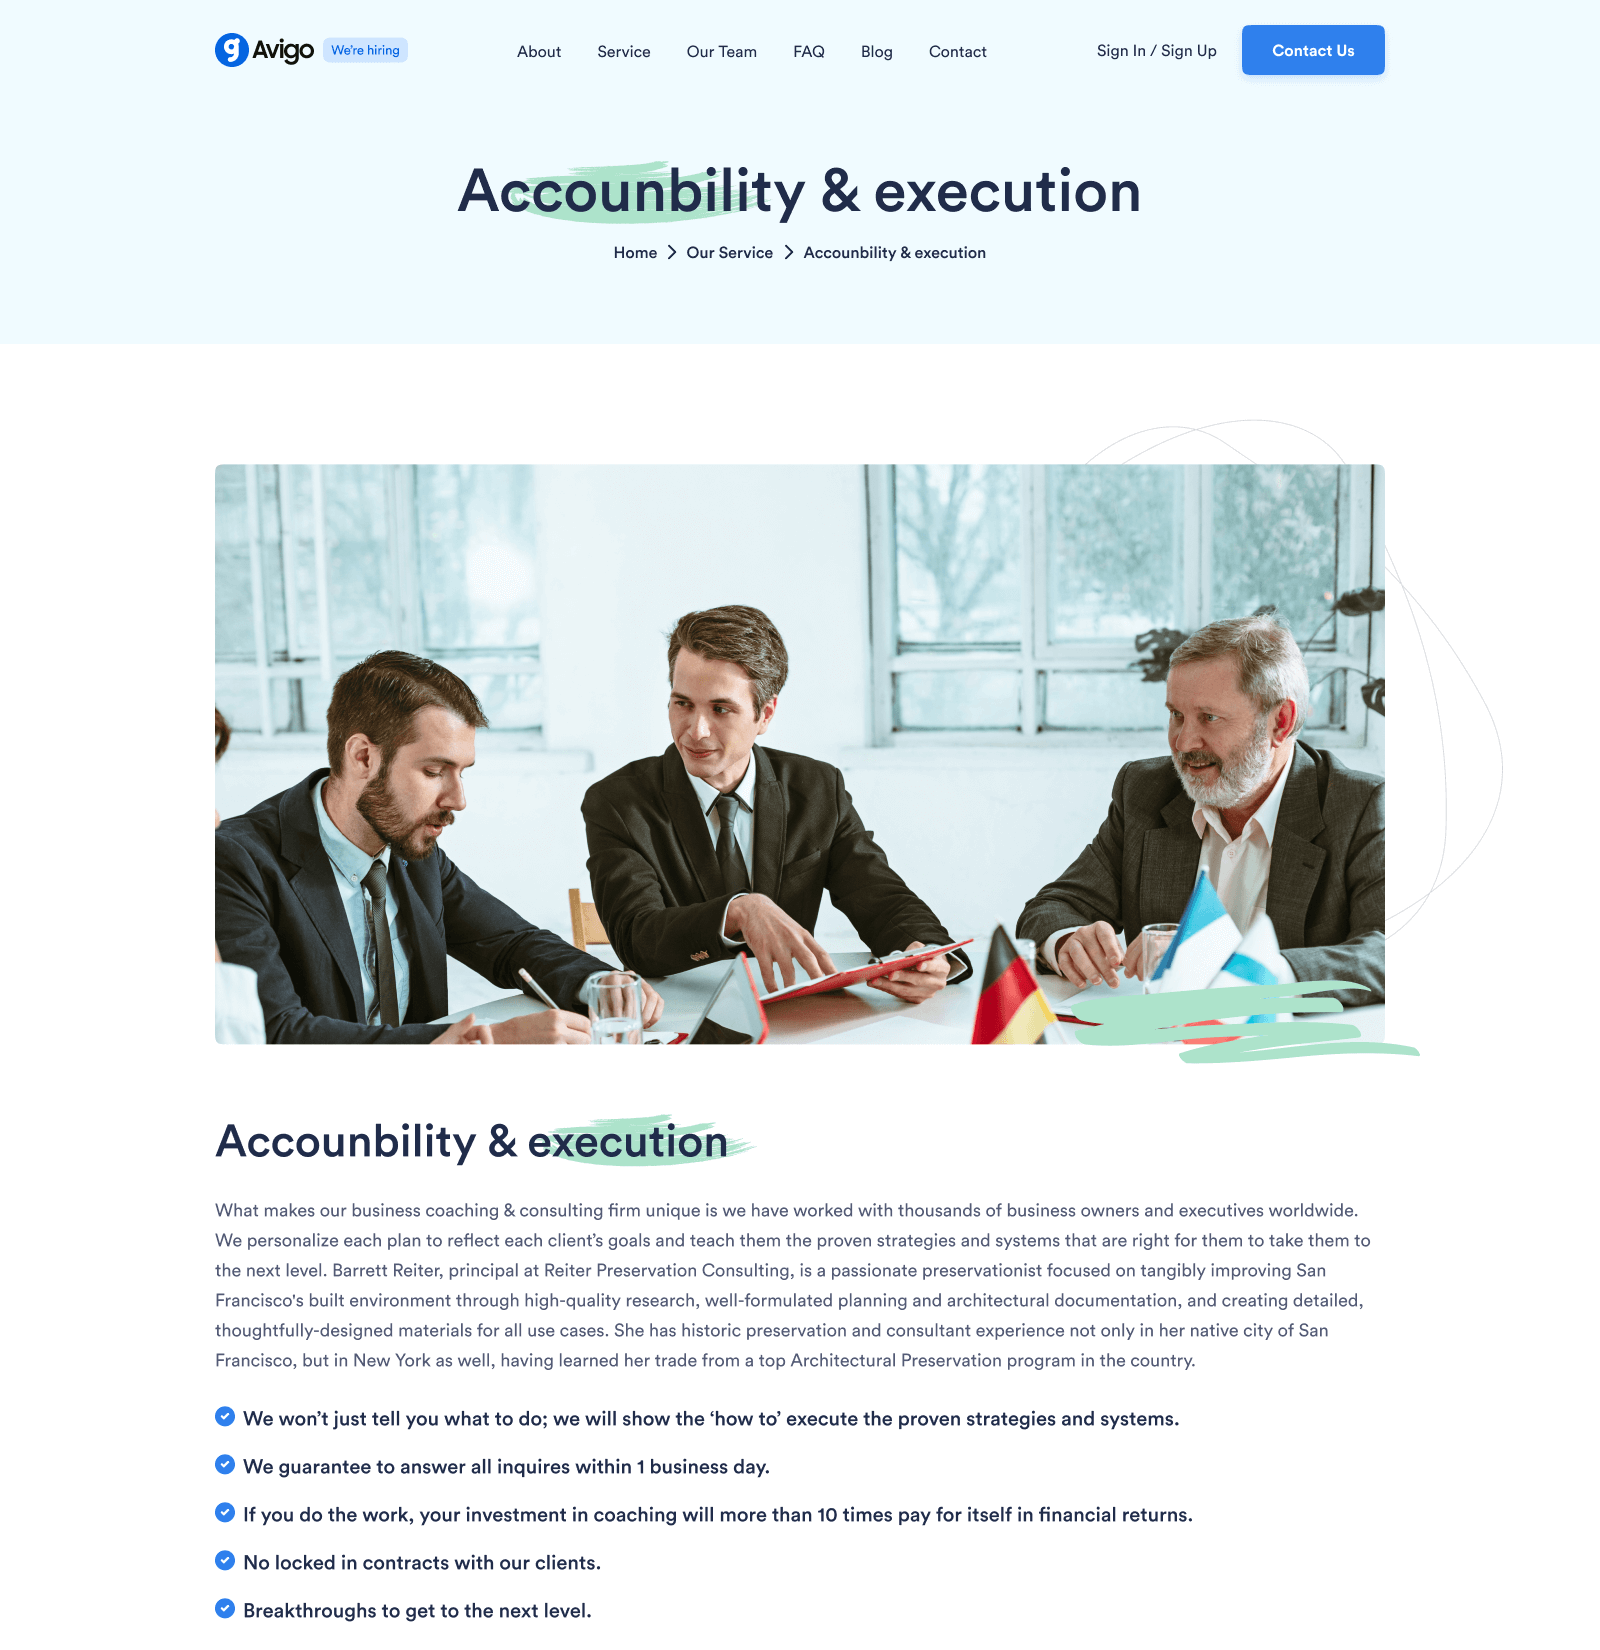 Avigo We're hiring About Service Our Team FAQ Blog Contact Sign In / Sign Up Contact Us
Accounbility & execution
Home Our Service Accounbility & execution
Accounbility & execution
What makes our business coaching & consulting firm unique is we have worked with thousands of business owners and executives worldwide.
We personalize each plan to reflect each client’s goals and teach them the proven strategies and systems that are right for them to take them to
the next level. Barrett Reiter, principal at Reiter Preservation Consulting, is a passionate preservationist focused on tangibly improving San
Francisco's built environment through high-quality research, well-formulated planning and architectural documentation, and creating detailed,
thoughtfully-designed materials for all use cases. She has historic preservation and consultant experience not only in her native city of San
Francisco, but in New York as well, having learned her trade from a top Architectural Preservation program in the country.
We won’t just tell you what to do; we will show the ‘how to’ execute the proven strategies and systems.
We guarantee to answer all inquires within 1 business day.
If you do the work, your investment in coaching will more than 10 times pay for itself in financial returns.
No locked in contracts with our clients.
Breakthroughs to get to the next level.